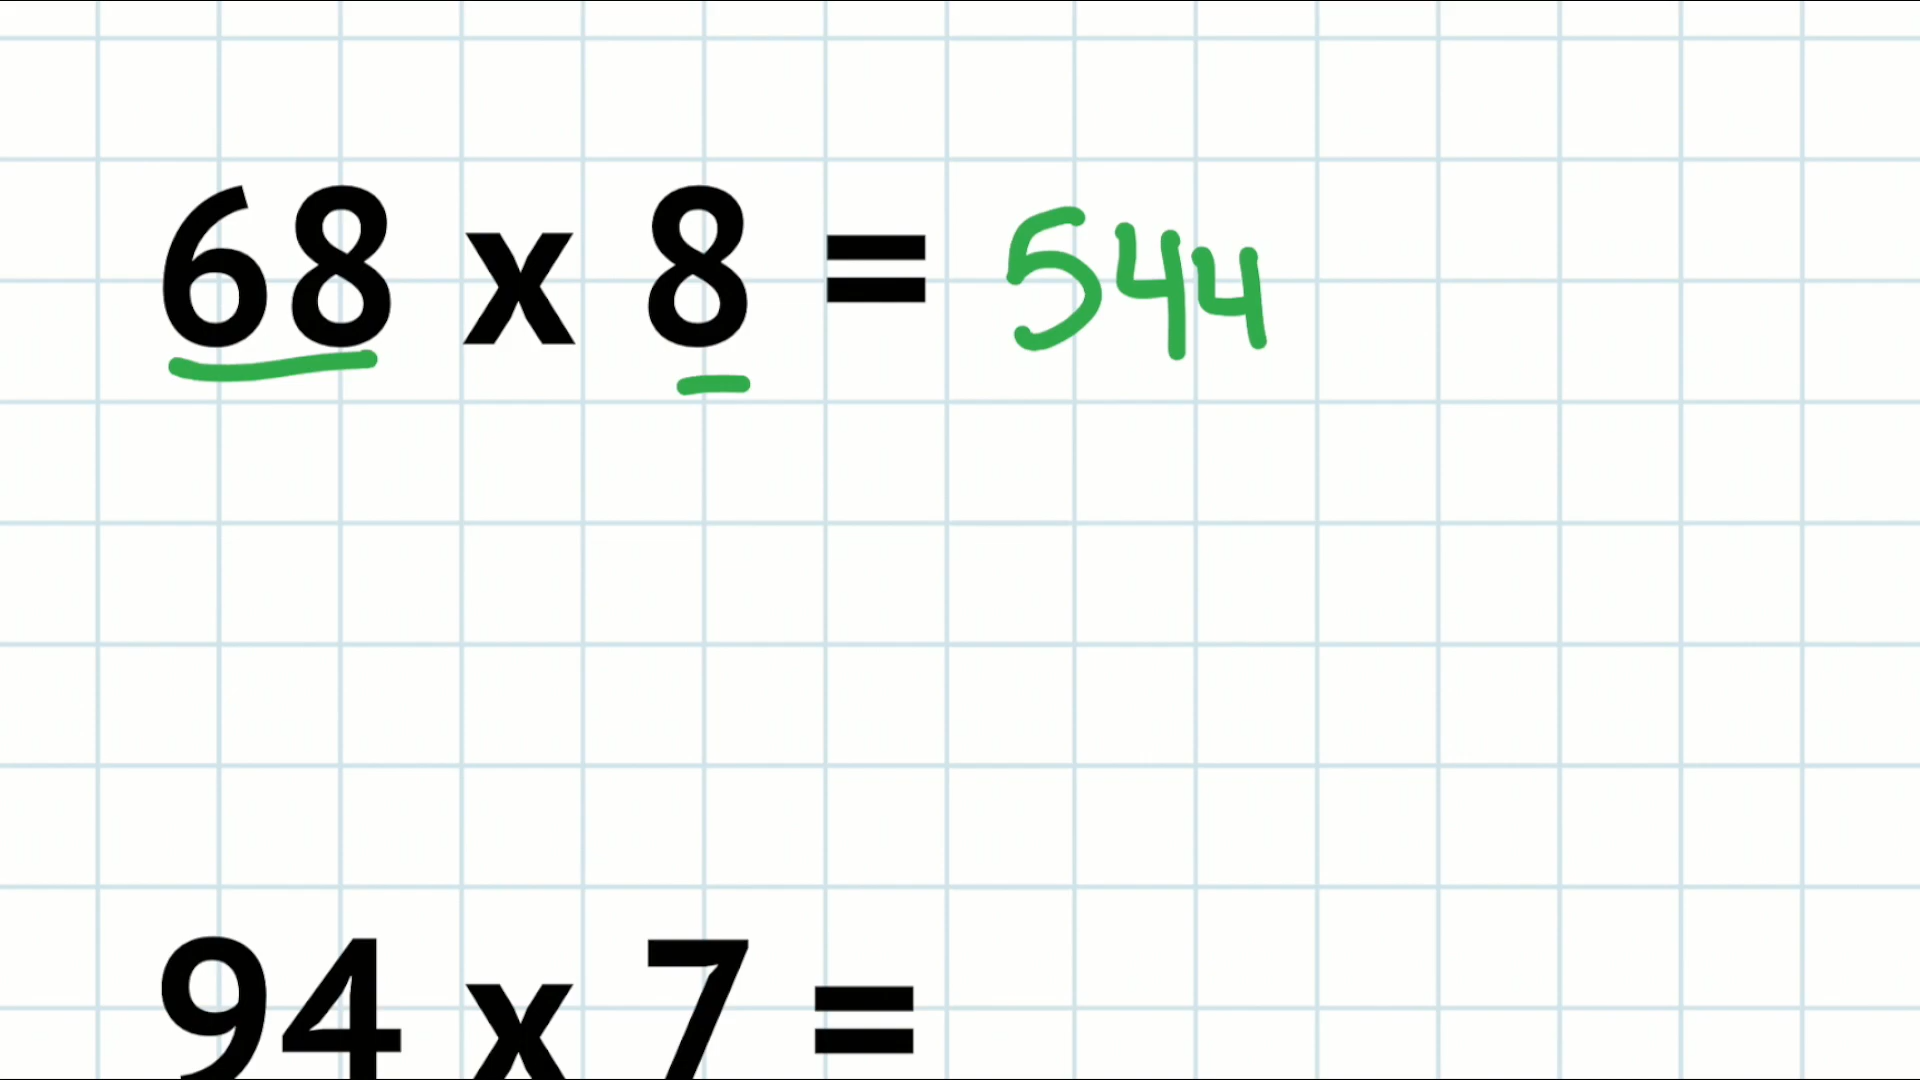 68 x 8 = 544
94 x 7 =